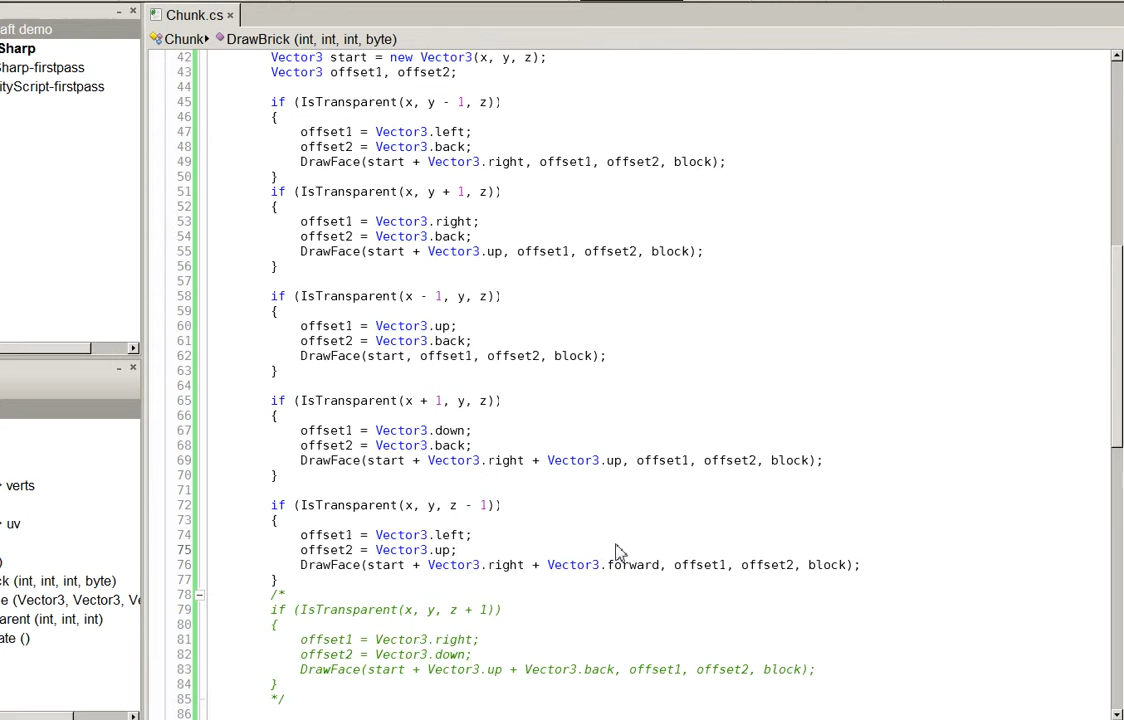 Chunk.cs ×
aft demo
Chunk DrawBrick (int, int, int, byte)
Sharp
harp-firstpass
ityScript-firstpass
verts
uv
)
ck (int, int, int, byte)
e (Vector3, Vector3, Ve
arent (int, int, int)
ate ()
42 Vector3 start = new Vector3(x, y, z);
43 Vector3 offset1, offset2;
44
45 if (IsTransparent(x, y - 1, z))
46 {
47 offset1 = Vector3.left;
48 offset2 = Vector3.back;
49 DrawFace(start + Vector3.right, offset1, offset2, block);
50 }
51 if (IsTransparent(x, y + 1, z))
52 {
53 offset1 = Vector3.right;
54 offset2 = Vector3.back;
55 DrawFace(start + Vector3.up, offset1, offset2, block);
56 }
57
58 if (IsTransparent(x - 1, y, z))
59 {
60 offset1 = Vector3.up;
61 offset2 = Vector3.back;
62 DrawFace(start, offset1, offset2, block);
63 }
64
65 if (IsTransparent(x + 1, y, z))
66 {
67 offset1 = Vector3.down;
68 offset2 = Vector3.back;
69 DrawFace(start + Vector3.right + Vector3.up, offset1, offset2, block);
70 }
71
72 if (IsTransparent(x, y, z - 1))
73 {
74 offset1 = Vector3.left;
75 offset2 = Vector3.up;
76 DrawFace(start + Vector3.right + Vector3.forward, offset1, offset2, block);
77 }
78 /*
79 if (IsTransparent(x, y, z + 1))
80 {
81 offset1 = Vector3.right;
82 offset2 = Vector3.down;
83 DrawFace(start + Vector3.up + Vector3.back, offset1, offset2, block);
84 }
85 */
86